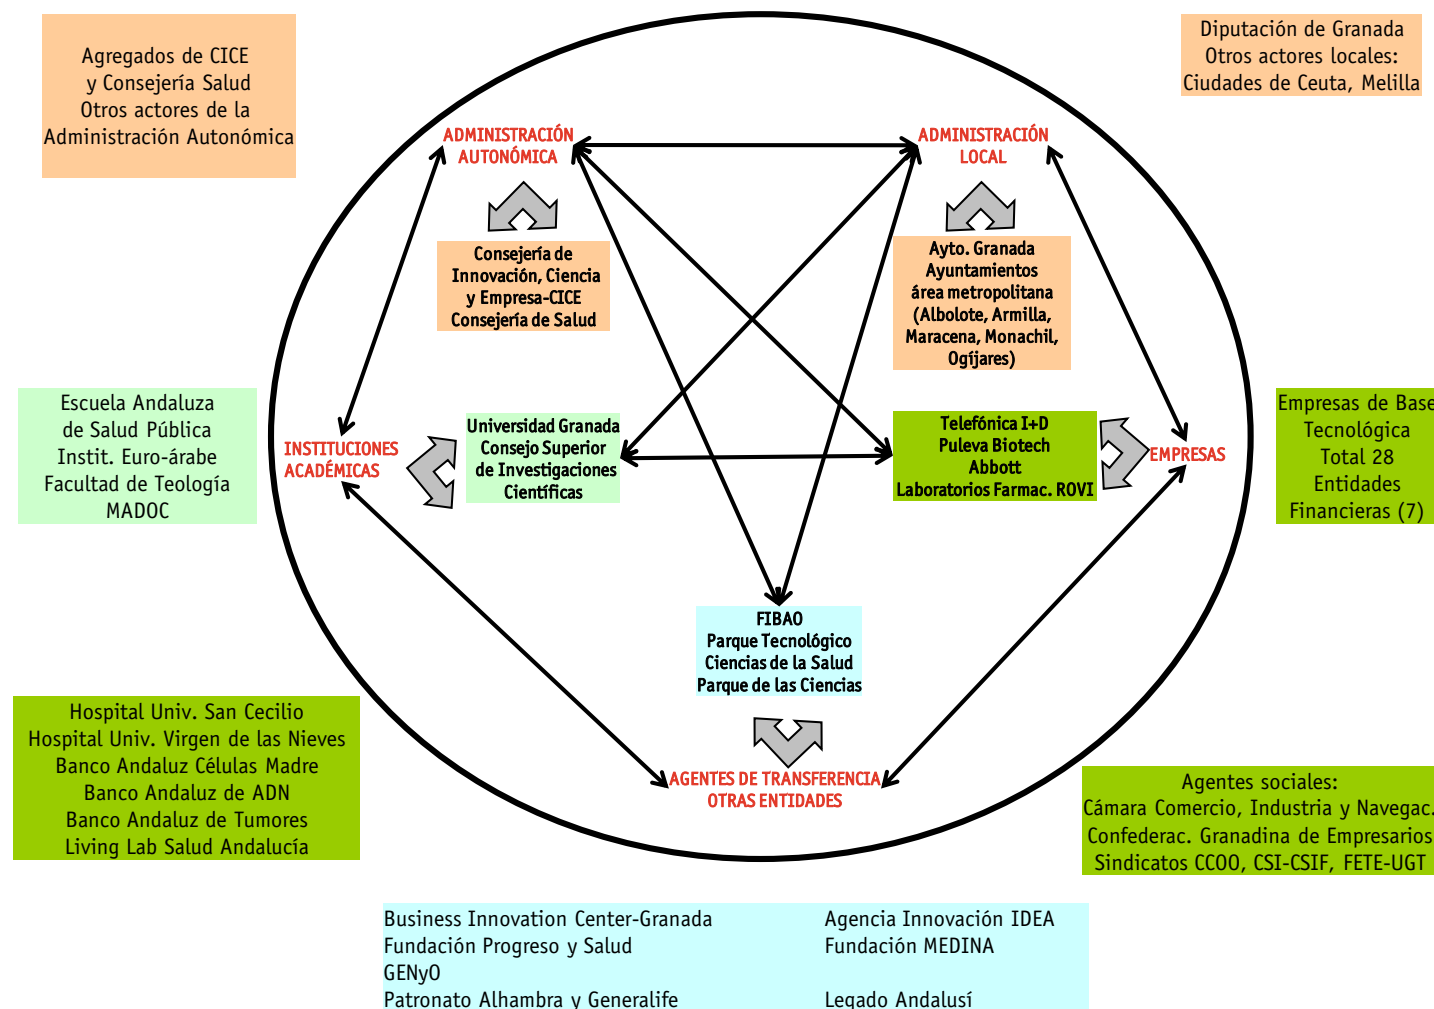 Agregados de CICE
y Consejería Salud
Otros actores de la
Administración Autonómica
Diputación de Granada
Otros actores locales:
Ciudades de Ceuta, Melilla
ADMINISTRACIÓN
AUTONÓMICA
ADMINISTRACIÓN
LOCAL
Consejería de
Innovación, Ciencia
y Empresa-CICE
Consejería de Salud
Ayto. Granada
Ayuntamientos
área metropolitana
(Albolote, Armilla,
Maracena, Monachil,
Ogíjares)
Escuela Andaluza
de Salud Pública
Instit. Euro-árabe
Facultad de Teología
MADOC
INSTITUCIONES
ACADÉMICAS
Universidad Granada
Consejo Superior
de Investigaciones
Científicas
Telefónica I+D
Puleva Biotech
Abbott
Laboratorios Farmac. ROVI
EMPRESAS
Empresas de Base
Tecnológica
Total 28
Entidades
Financieras (7)
FIBAO
Parque Tecnológico
Ciencias de la Salud
Parque de las Ciencias
AGENTES DE TRANSFERENCIA
OTRAS ENTIDADES
Hospital Univ. San Cecilio
Hospital Univ. Virgen de las Nieves
Banco Andaluz Células Madre
Banco Andaluz de ADN
Banco Andaluz de Tumores
Living Lab Salud Andalucía
Agentes sociales:
Cámara Comercio, Industria y Navegac.
Confederac. Granadina de Empresarios
Sindicatos CCOO, CSI-CSIF, FETE-UGT
Business Innovation Center-Granada Agencia Innovación IDEA
Fundación Progreso y Salud Fundación MEDINA
GENyO
Patronato Alhambra y Generalife Legado Andalusí